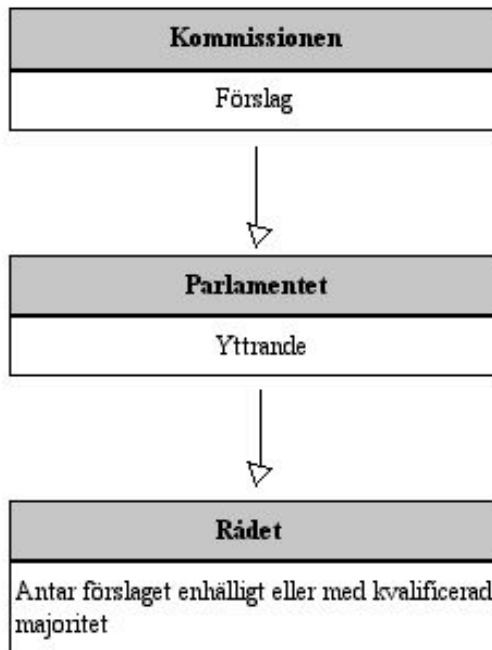 Kommissionen
Förslag
Parlamentet
Yttrande
Rådet
Antar förslaget enhälligt eller med kvalificerad
majoritet